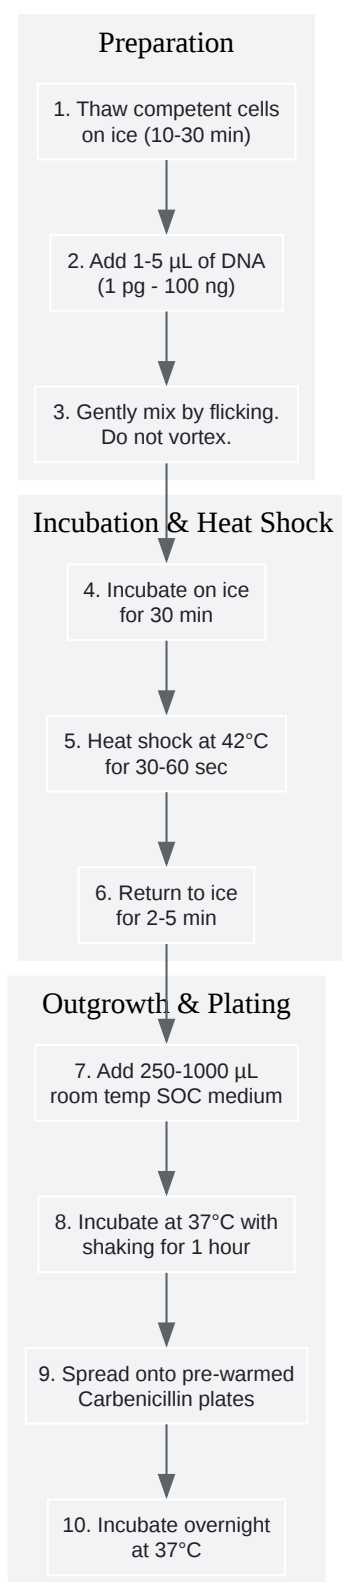 Preparation
1. Thaw competent cells
on ice (10-30 min)
2. Add 1-5 µL of DNA
(1 pg - 100 ng)
3. Gently mix by flicking.
Do not vortex.
Incubation & Heat Shock
4. Incubate on ice
for 30 min
5. Heat shock at 42°C
for 30-60 sec
6. Return to ice
for 2-5 min
Outgrowth & Plating
7. Add 250-1000 µL
room temp SOC medium
8. Incubate at 37°C with
shaking for 1 hour
9. Spread onto pre-warmed
Carbenicillin plates
10. Incubate overnight
at 37°C